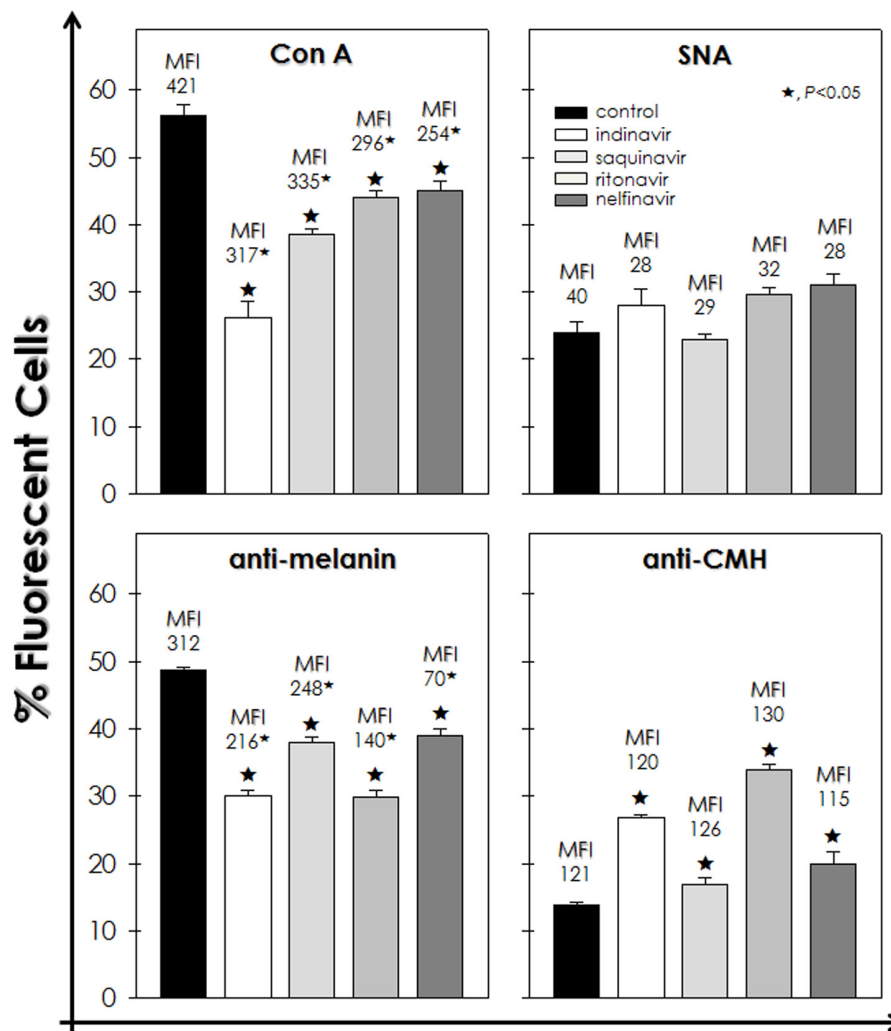 % Fluorescent Cells
Con A
60
50
40
30
20
10
0
MFI
421
MFI
317★
MFI
335★
MFI
296★
MFI
254★
★
★
★
★
SNA
★, P<0.05
control
indinavir
saquinavir
ritonavir
nelfinavir
MFI
40
MFI
28
MFI
29
MFI
32
MFI
28
anti-melanin
60
50
40
30
20
10
0
MFI
312
MFI
216★
MFI
248★
MFI
140★
MFI
70★
★
★
★
★
anti-CMH
MFI
121
MFI
120
MFI
126
MFI
130
MFI
115
★
★
★
★